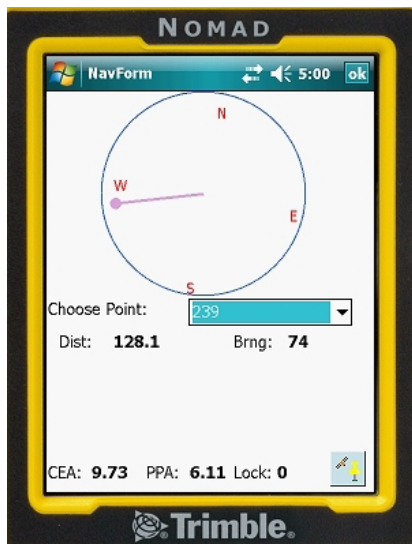 NOMAD
NavForm 5:00 ok
N
W
E
S
Choose Point: 239
Dist: 128.1 Brng: 74
CEA: 9.73 PPA: 6.11 Lock: 0
Trimble.